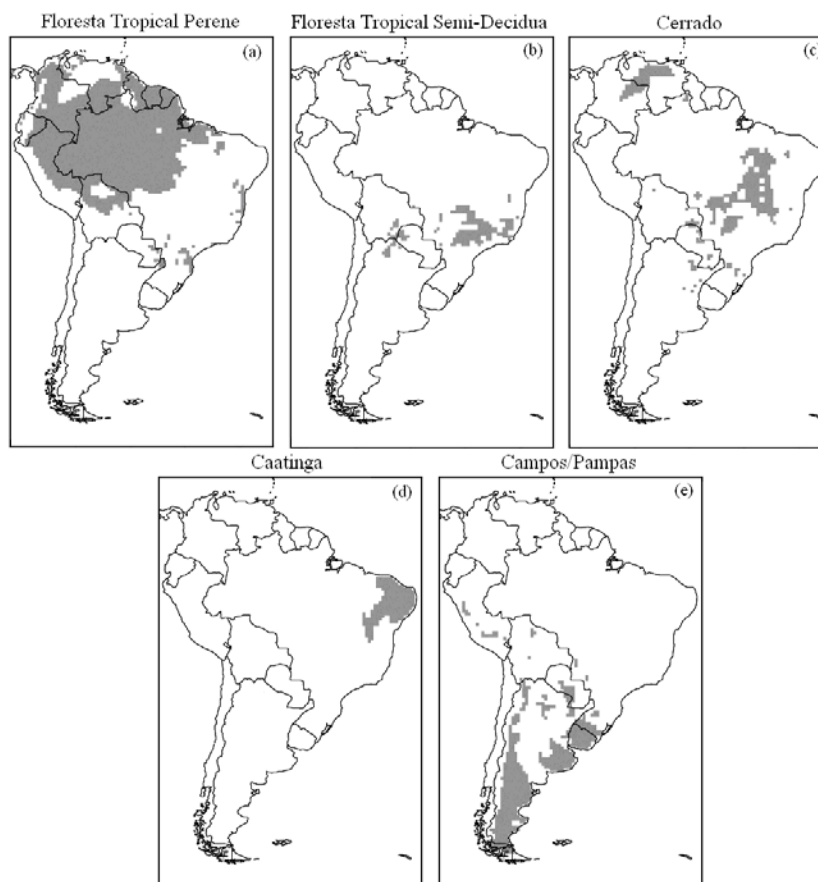 Floresta Tropical Perene
(a)
Floresta Tropical Semi-Decidua
(b)
Cerrado
(c)
Caatinga
(d)
Campos/Pampas
(e)